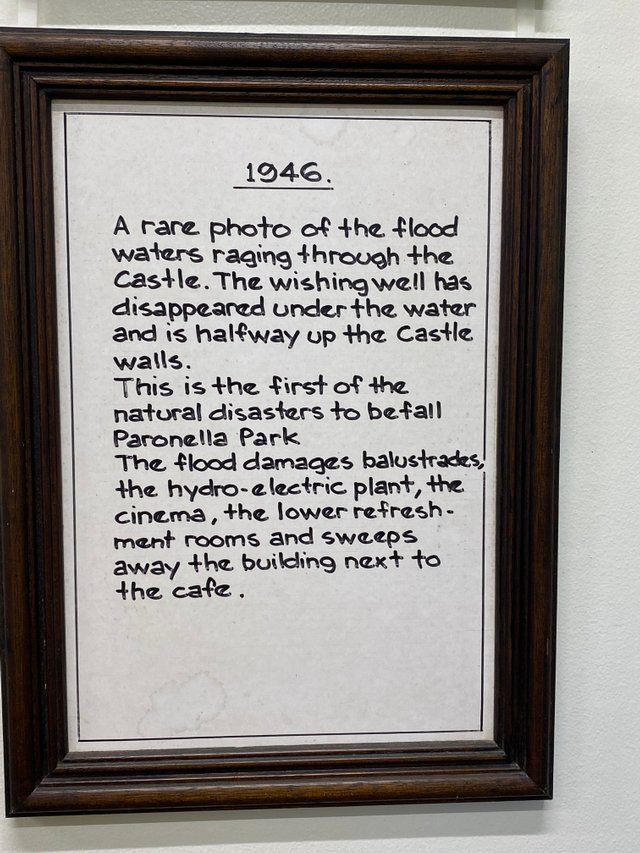 1946.
A rare photo of the flood
waters raging through the
Castle. The wishing well has
disappeared under the water
and is halfway up the Castle
walls.
This is the first of the
natural disasters to befall
Paronella Park
The flood damages balustrades,
the hydro-electric plant, the
cinema, the lower refresh-
ment rooms and sweeps
away the building next to
the cafe.